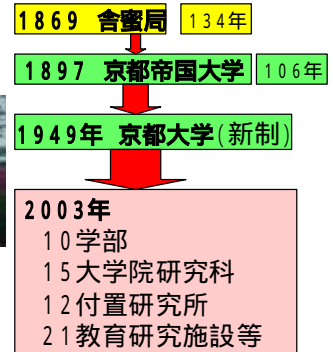 1869 舎蜜局 134年
1897 京都帝国大学 106年
1949年 京都大学(新制)
2003年
10学部
15大学院研究科
12付置研究所
21教育研究施設等